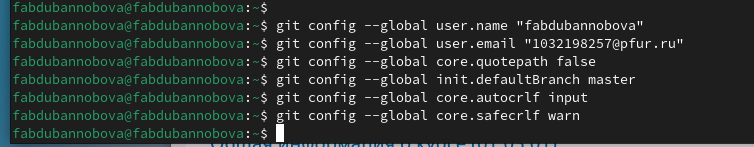 fabdubannobova@fabdubannobova:~$
fabdubannobova@fabdubannobova:~$ git config --global user.name "fabdubannobova"
fabdubannobova@fabdubannobova:~$ git config --global user.email "1032198257@pfur.ru"
fabdubannobova@fabdubannobova:~$ git config --global core.quotepath false
fabdubannobova@fabdubannobova:~$ git config --global init.defaultBranch master
fabdubannobova@fabdubannobova:~$ git config --global core.autocrlf input
fabdubannobova@fabdubannobova:~$ git config --global core.safecrlf warn
fabdubannobova@fabdubannobova:~$